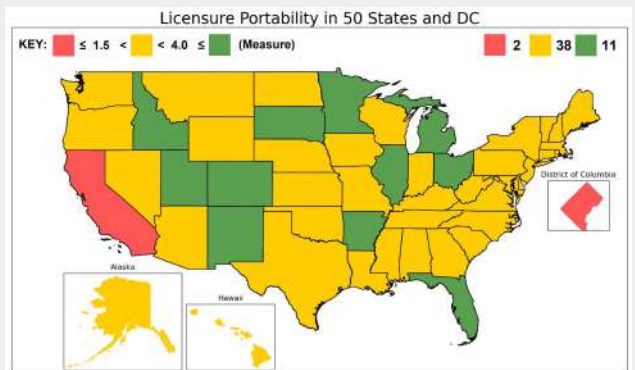 Licensure Portability in 50 States and DC
KEY: ≤ 1.5 < < 4.0 ≤ (Measure) 2 38 11
District of Columbia
Alaska
Hawaii